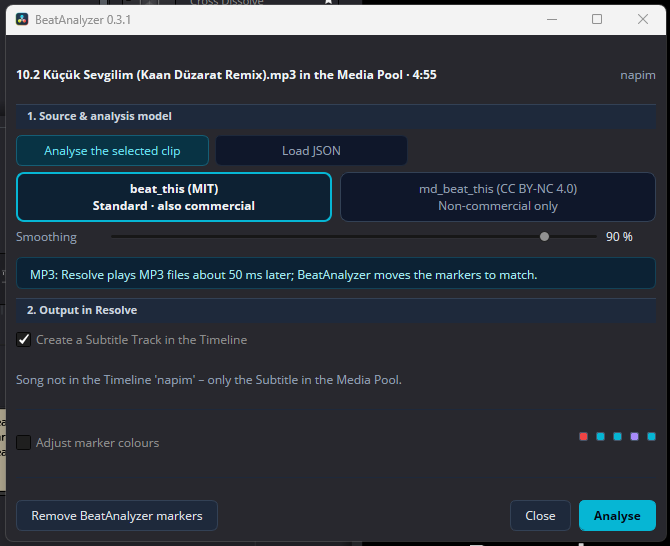 Cross Dissolve
BeatAnalyzer 0.3.1
10.2 Küçük Sevgilim (Kaan Düzarat Remix).mp3 in the Media Pool · 4:55
napim
1. Source & analysis model
Analyse the selected clip
Load JSON
beat_this (MIT)
Standard · also commercial
md_beat_this (CC BY-NC 4.0)
Non-commercial only
Smoothing
90 %
MP3: Resolve plays MP3 files about 50 ms later; BeatAnalyzer moves the markers to match.
2. Output in Resolve
Create a Subtitle Track in the Timeline
Song not in the Timeline 'napim' – only the Subtitle in the Media Pool.
Adjust marker colours
Remove BeatAnalyzer markers
Close
Analyse